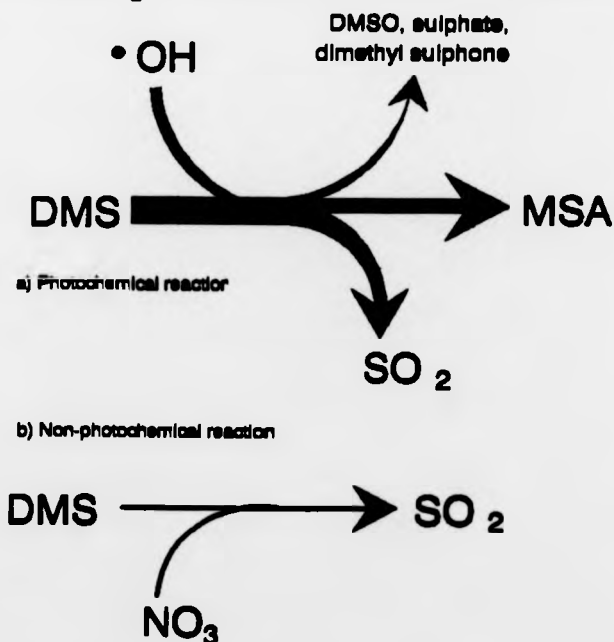 DMSO, sulphate,
dimethyl sulphone
• OH
DMS
MSA
a) Photochemical reaction
SO 2
b) Non-photochemical reaction
DMS
SO 2
NO3